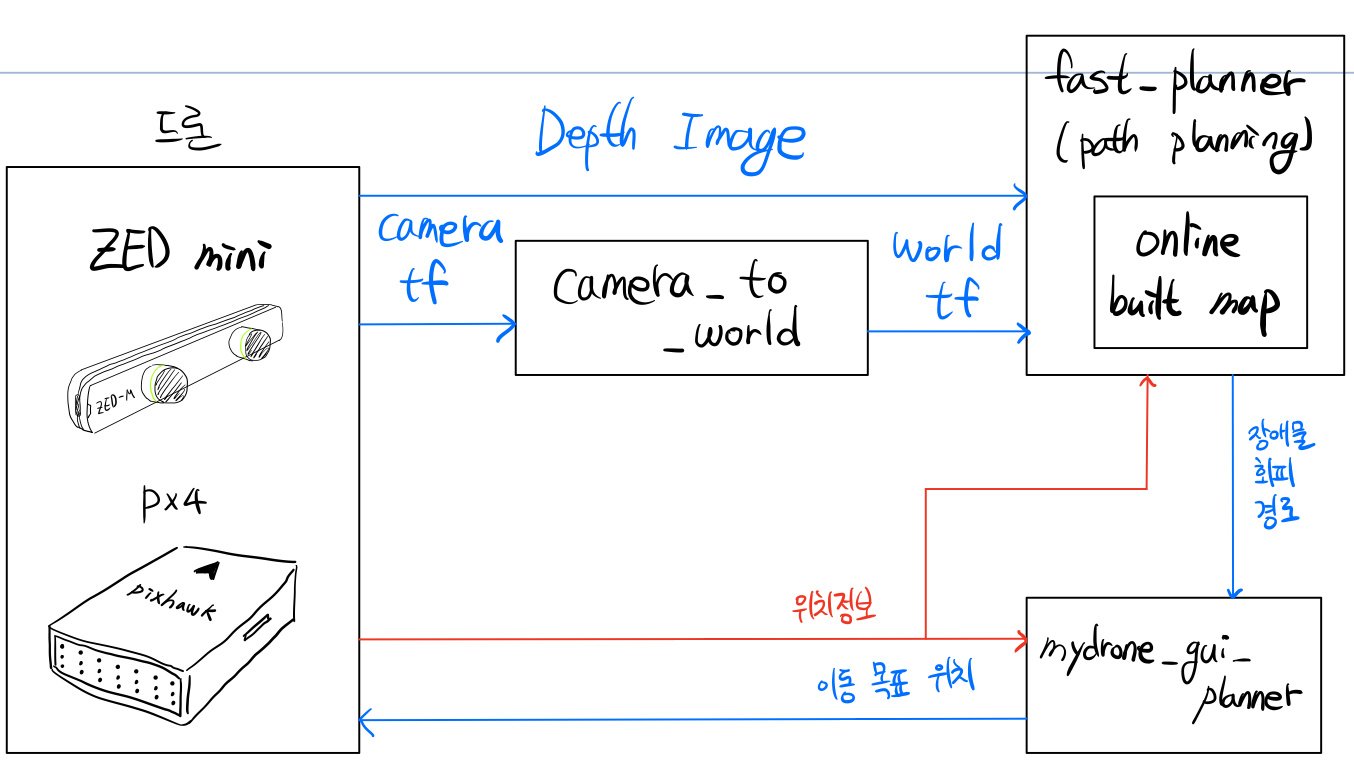 드론
ZED mini
ZED-M
px4
pixhawk
Depth Image
camera
tf
camera_to
_world
world
tf
fast_planner
(path planning)
online
built map
장애물
회피
경로
위치정보
이동 목표 위치
mydrone_gui_
planner